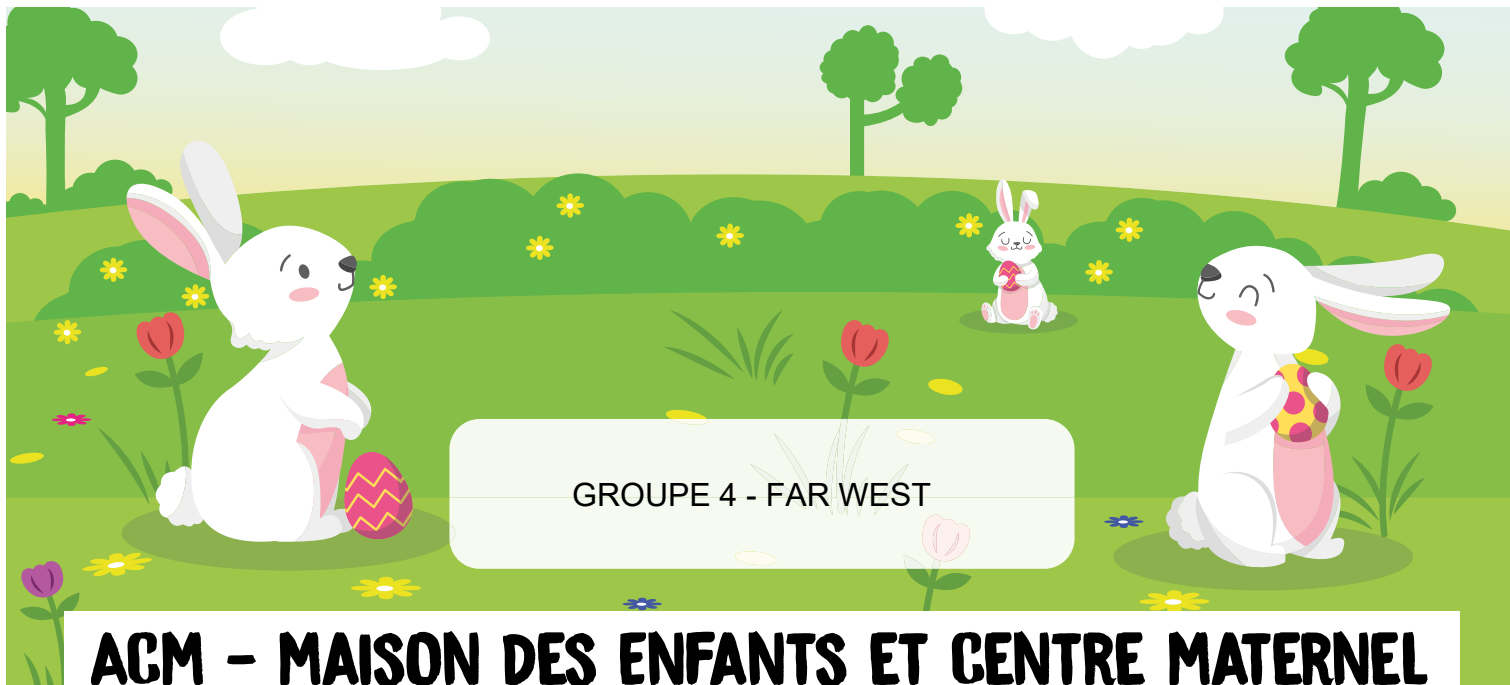 GROUPE 4 - FAR WEST
ACM - MAISON DES ENFANTS ET CENTRE MATERNEL